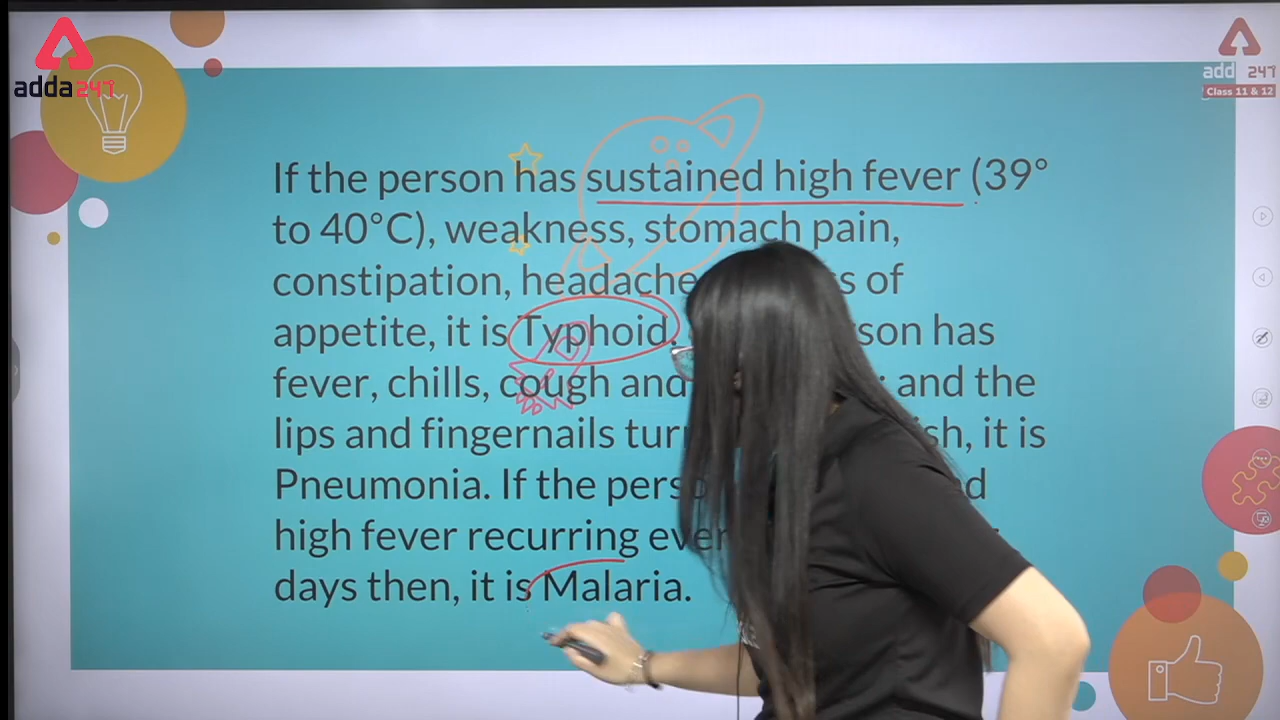 adda247
add 247
Class 11 & 12
If the person has sustained high fever (39°
to 40°C), weakness, stomach pain,
constipation, headache s of
appetite, it is Typhoid. son has
fever, chills, cough and and the
lips and fingernails tur sh, it is
Pneumonia. If the perso d
high fever recurring ever
days then, it is Malaria.